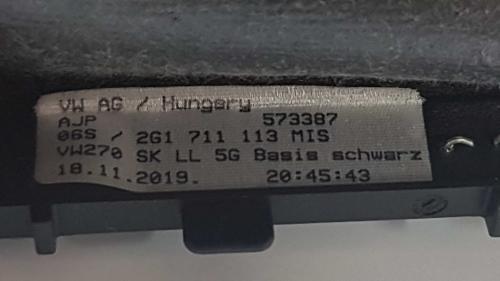 VW AG / Hungary
AJP 573387
06S / 2G1 711 113 MIS
VW270 SK LL 5G Basis schwarz
18.11.2019. 20:45:43